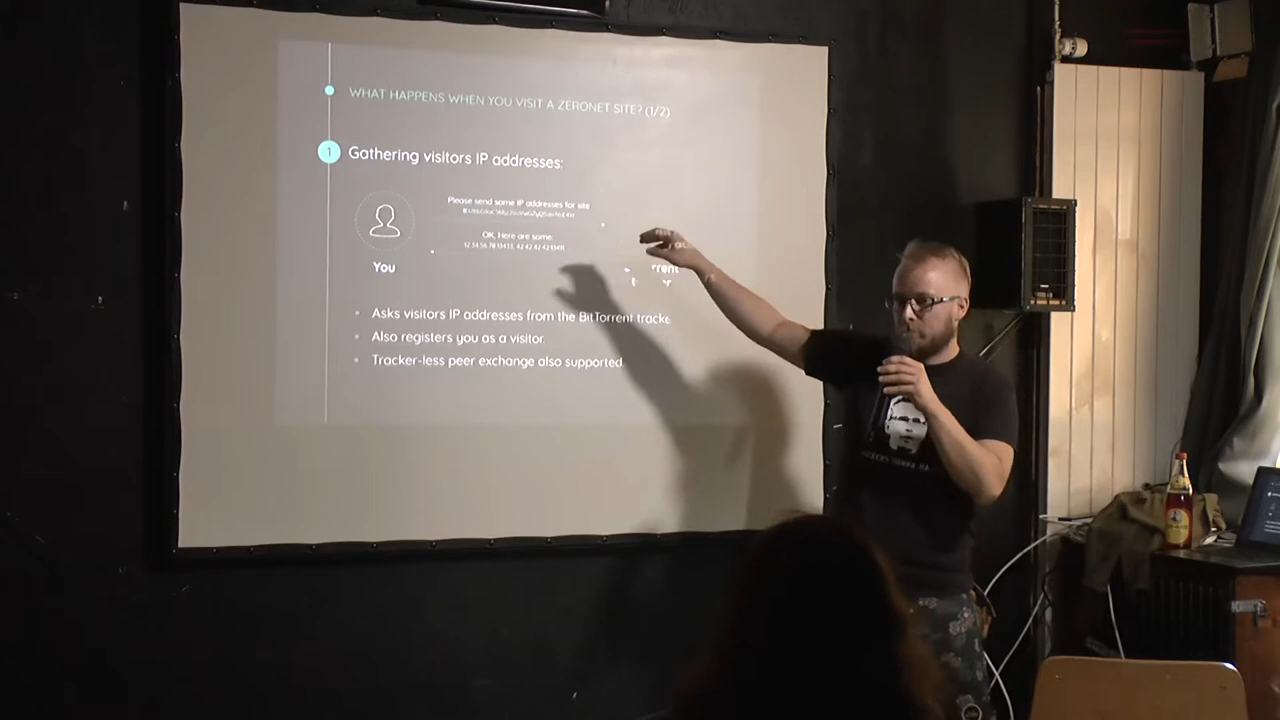 WHAT HAPPENS WHEN YOU VISIT A ZERONET SITE? (1/2)
1
Gathering visitors IP addresses:
Please send some IP addresses for site
OK, Here are some:
You
Asks visitors IP addresses from the BitTorrent tracke
Also registers you as a visitor.
Tracker-less peer exchange also supported.